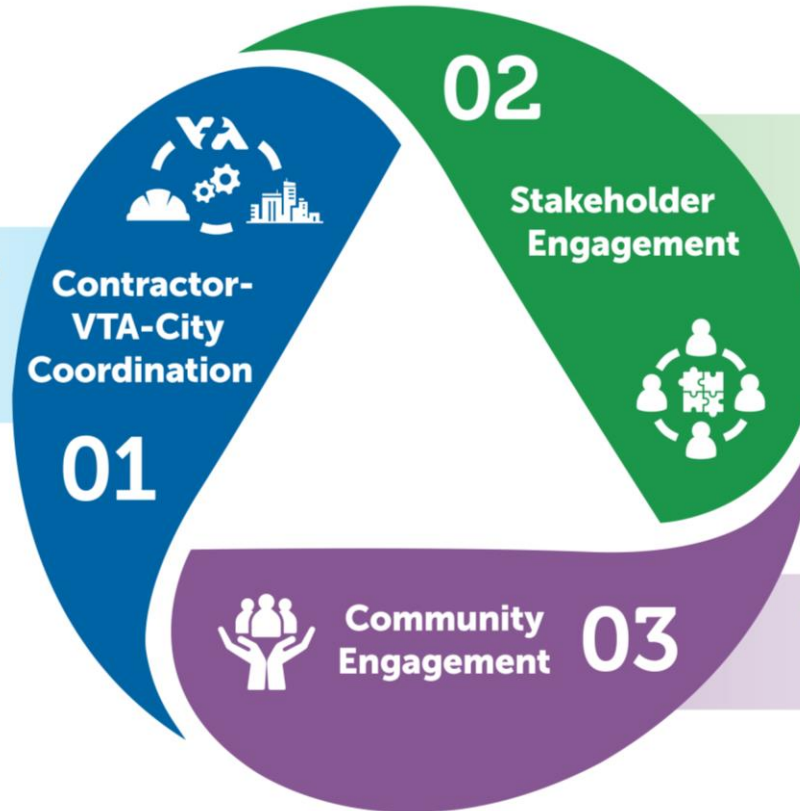 VTA
Contractor-
VTA-City
Coordination
01
02
Stakeholder
Engagement
Community
Engagement
03